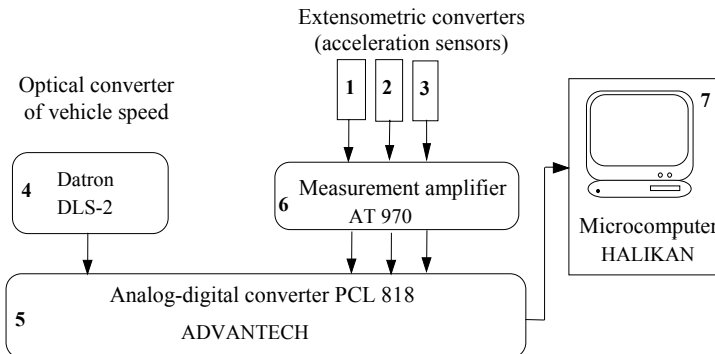 Extensometric converters
(acceleration sensors)
Optical converter
of vehicle speed
1
2
3
7
4
Datron
DLS-2
6
Measurement amplifier
AT 970
Microcomputer
HALIKAN
5
Analog-digital converter PCL 818
ADVANTECH